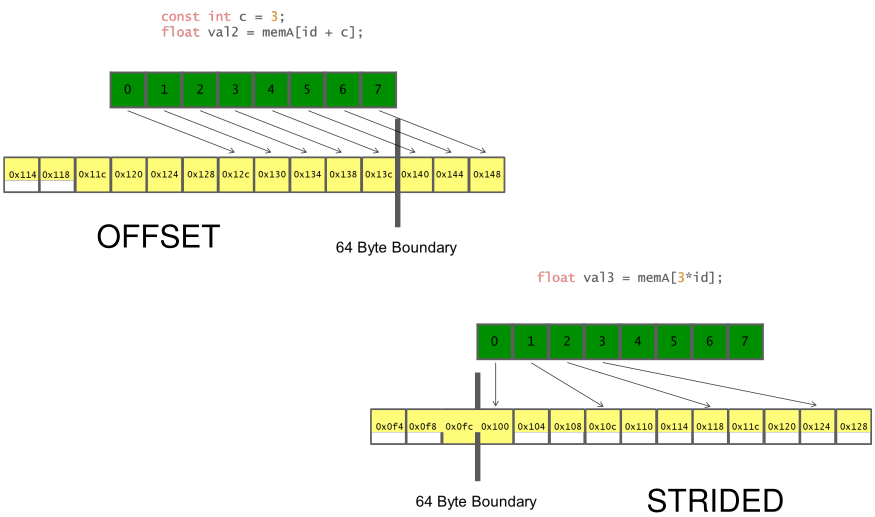 const int c = 3;
float val2 = memA[id + c];
0 1 2 3 4 5 6 7
0x114 0x118 0x11c 0x120 0x124 0x128 0x12c 0x130 0x134 0x138 0x13c 0x140 0x144 0x148
OFFSET
64 Byte Boundary
float val3 = memA[3*id];
0 1 2 3 4 5 6 7
0x0f4 0x0f8 0x0fc 0x100 0x104 0x108 0x10c 0x110 0x114 0x118 0x11c 0x120 0x124 0x128
64 Byte Boundary
STRIDED